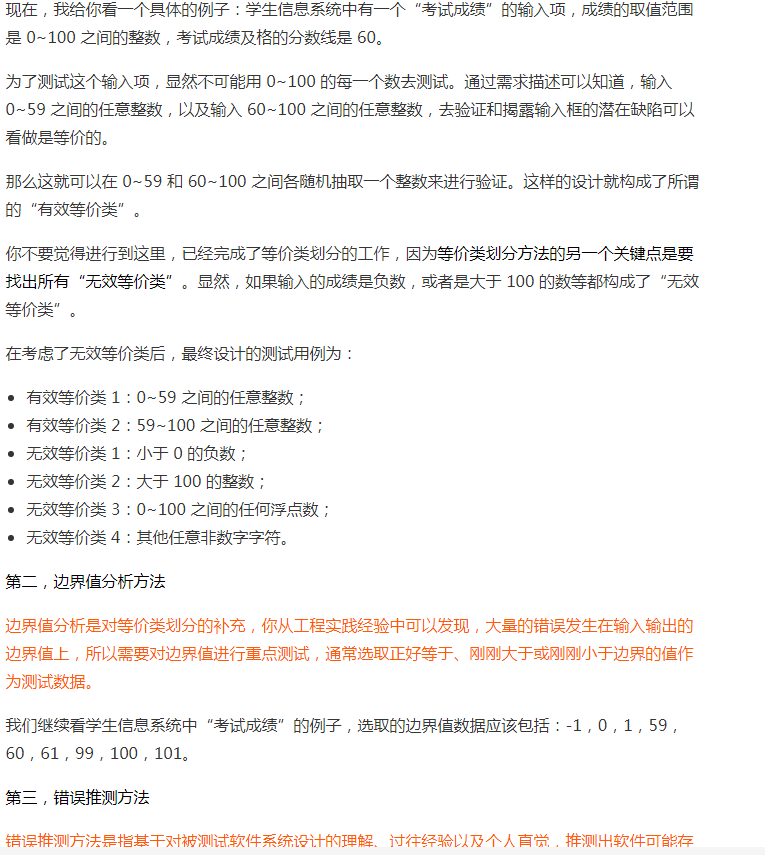 现在，我给你看一个具体的例子：学生信息系统中有一个“考试成绩”的输入项，成绩的取值范围
是 0~100 之间的整数，考试成绩及格的分数线是 60。
为了测试这个输入项，显然不可能用 0~100 的每一个数去测试。通过需求描述可以知道，输入
0~59 之间的任意整数，以及输入 60~100 之间的任意整数，去验证和揭露输入框的潜在缺陷可以
看做是等价的。
那么这就可以在 0~59 和 60~100 之间各随机抽取一个整数来进行验证。这样的设计就构成了所谓
的“有效等价类”。
你不要觉得进行到这里，已经完成了等价类划分的工作，因为等价类划分方法的另一个关键点是要
找出所有“无效等价类”。显然，如果输入的成绩是负数，或者是大于 100 的数等都构成了“无效
等价类”。
在考虑了无效等价类后，最终设计的测试用例为：
• 有效等价类 1：0~59 之间的任意整数；
• 有效等价类 2：59~100 之间的任意整数；
• 无效等价类 1：小于 0 的负数；
• 无效等价类 2：大于 100 的整数；
• 无效等价类 3：0~100 之间的任何浮点数；
• 无效等价类 4：其他任意非数字字符。
第二，边界值分析方法
边界值分析是对等价类划分的补充，你从工程实践经验中可以发现，大量的错误发生在输入输出的
边界值上，所以需要对边界值进行重点测试，通常选取正好等于、刚刚大于或刚刚小于边界的值作
为测试数据。
我们继续看学生信息系统中“考试成绩”的例子，选取的边界值数据应该包括：-1，0，1，59，
60，61，99，100，101。
第三，错误推测方法
错误推测方法是指基于对被测试软件系统设计的理解、过往经验以及个人直觉，推测出软件可能存